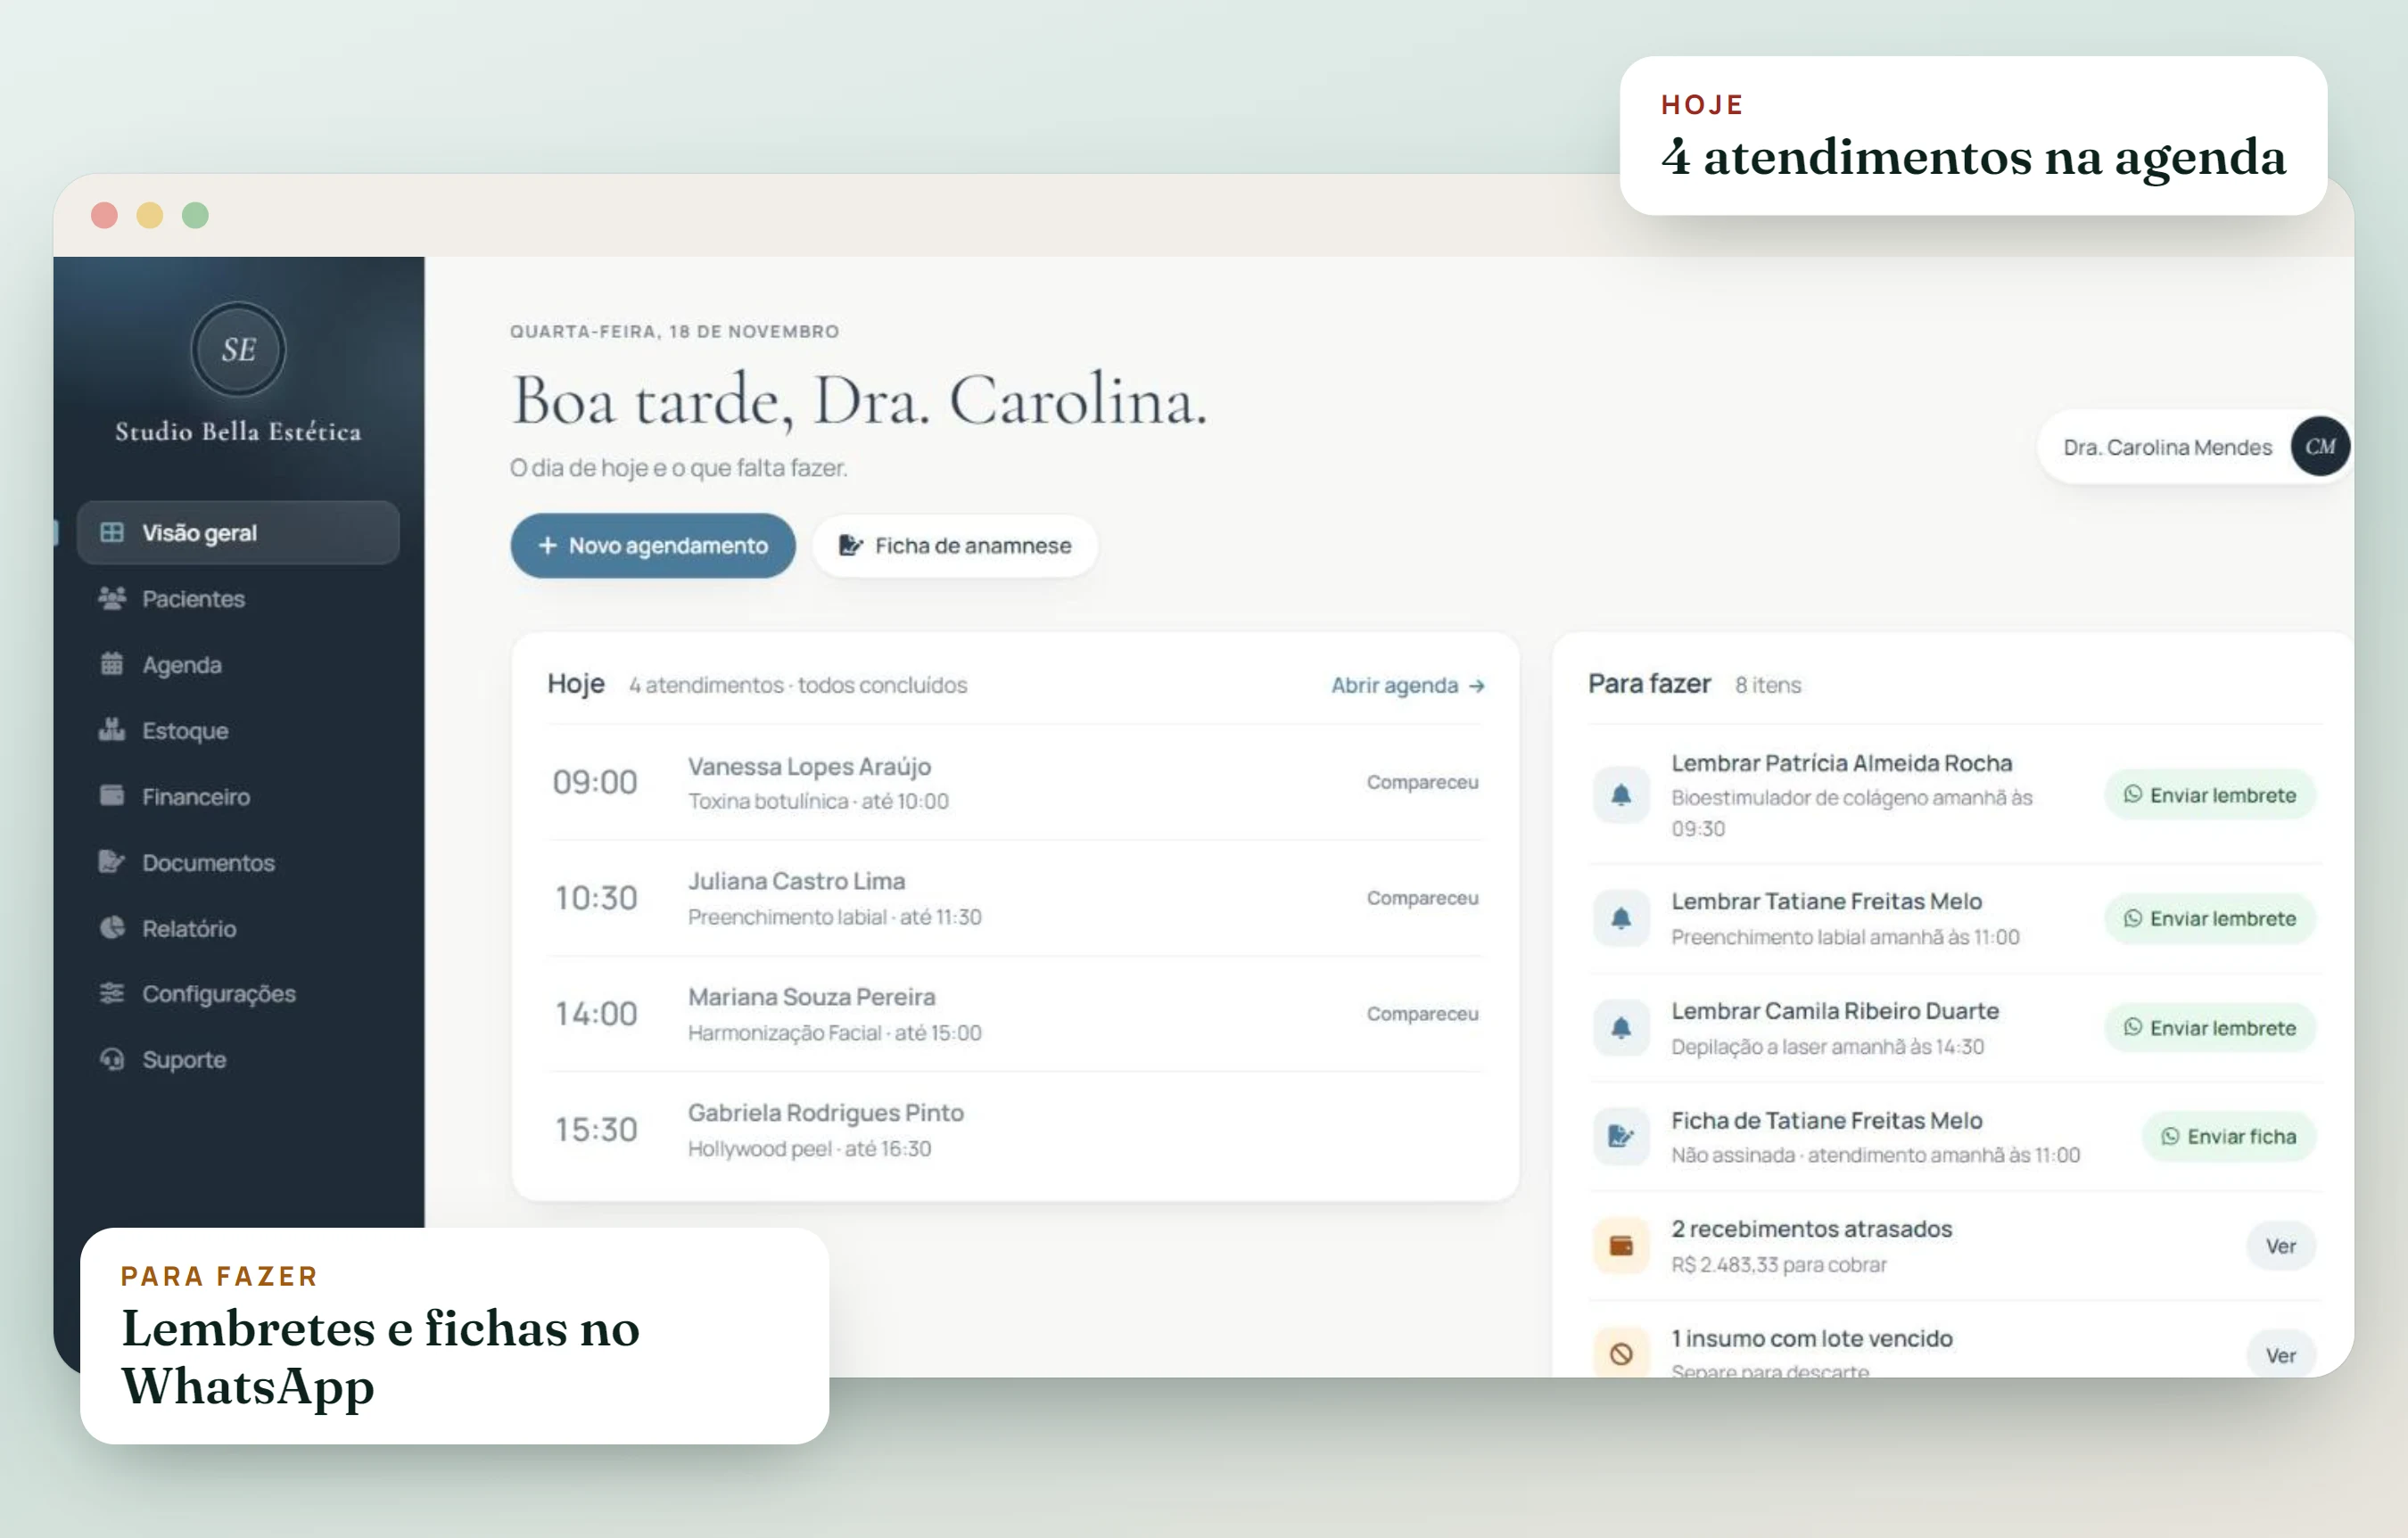 HOJE
4 atendimentos na agenda
SE
Studio Bella Estética
Visão geral
Pacientes
Agenda
Estoque
Financeiro
Documentos
Relatório
Configurações
Suporte
QUARTA-FEIRA, 18 DE NOVEMBRO
Boa tarde, Dra. Carolina.
O dia de hoje e o que falta fazer.
Dra. Carolina Mendes CM
+ Novo agendamento
Ficha de anamnese
Hoje 4 atendimentos · todos concluídos Abrir agenda →
09:00 Vanessa Lopes Araújo Compareceu
Toxina botulínica · até 10:00
10:30 Juliana Castro Lima Compareceu
Preenchimento labial · até 11:30
14:00 Mariana Souza Pereira Compareceu
Harmonização Facial · até 15:00
15:30 Gabriela Rodrigues Pinto
Hollywood peel · até 16:30
Para fazer 8 itens
Lembrar Patrícia Almeida Rocha
Bioestimulador de colágeno amanhã às
09:30
Enviar lembrete
Lembrar Tatiane Freitas Melo
Preenchimento labial amanhã às 11:00
Enviar lembrete
Lembrar Camila Ribeiro Duarte
Depilação a laser amanhã às 14:30
Enviar lembrete
Ficha de Tatiane Freitas Melo
Não assinada · atendimento amanhã às 11:00
Enviar ficha
2 recebimentos atrasados
R$ 2.483,33 para cobrar
Ver
1 insumo com lote vencido
Separe para descarte
Ver
PARA FAZER
Lembretes e fichas no
WhatsApp